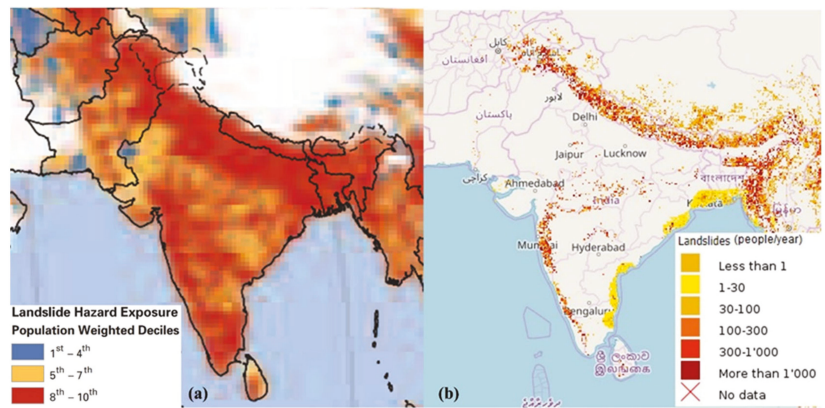 Landslide Hazard Exposure
Population Weighted Deciles
1st – 4th
5th – 7th
8th – 10th
(a)
کابل
افغانستان
لاہور
پاکستان
Delhi
Jaipur
Lucknow
کراچی
Ahmedabad
India
বাংলাদেশ
Mumbai
Hyderabad
Bengaluru
ශ්‍රී ලංකාව
இலங்கை
(b)
Landslides (people/year)
Less than 1
1-30
30-100
100-300
300-1'000
More than 1'000
No data